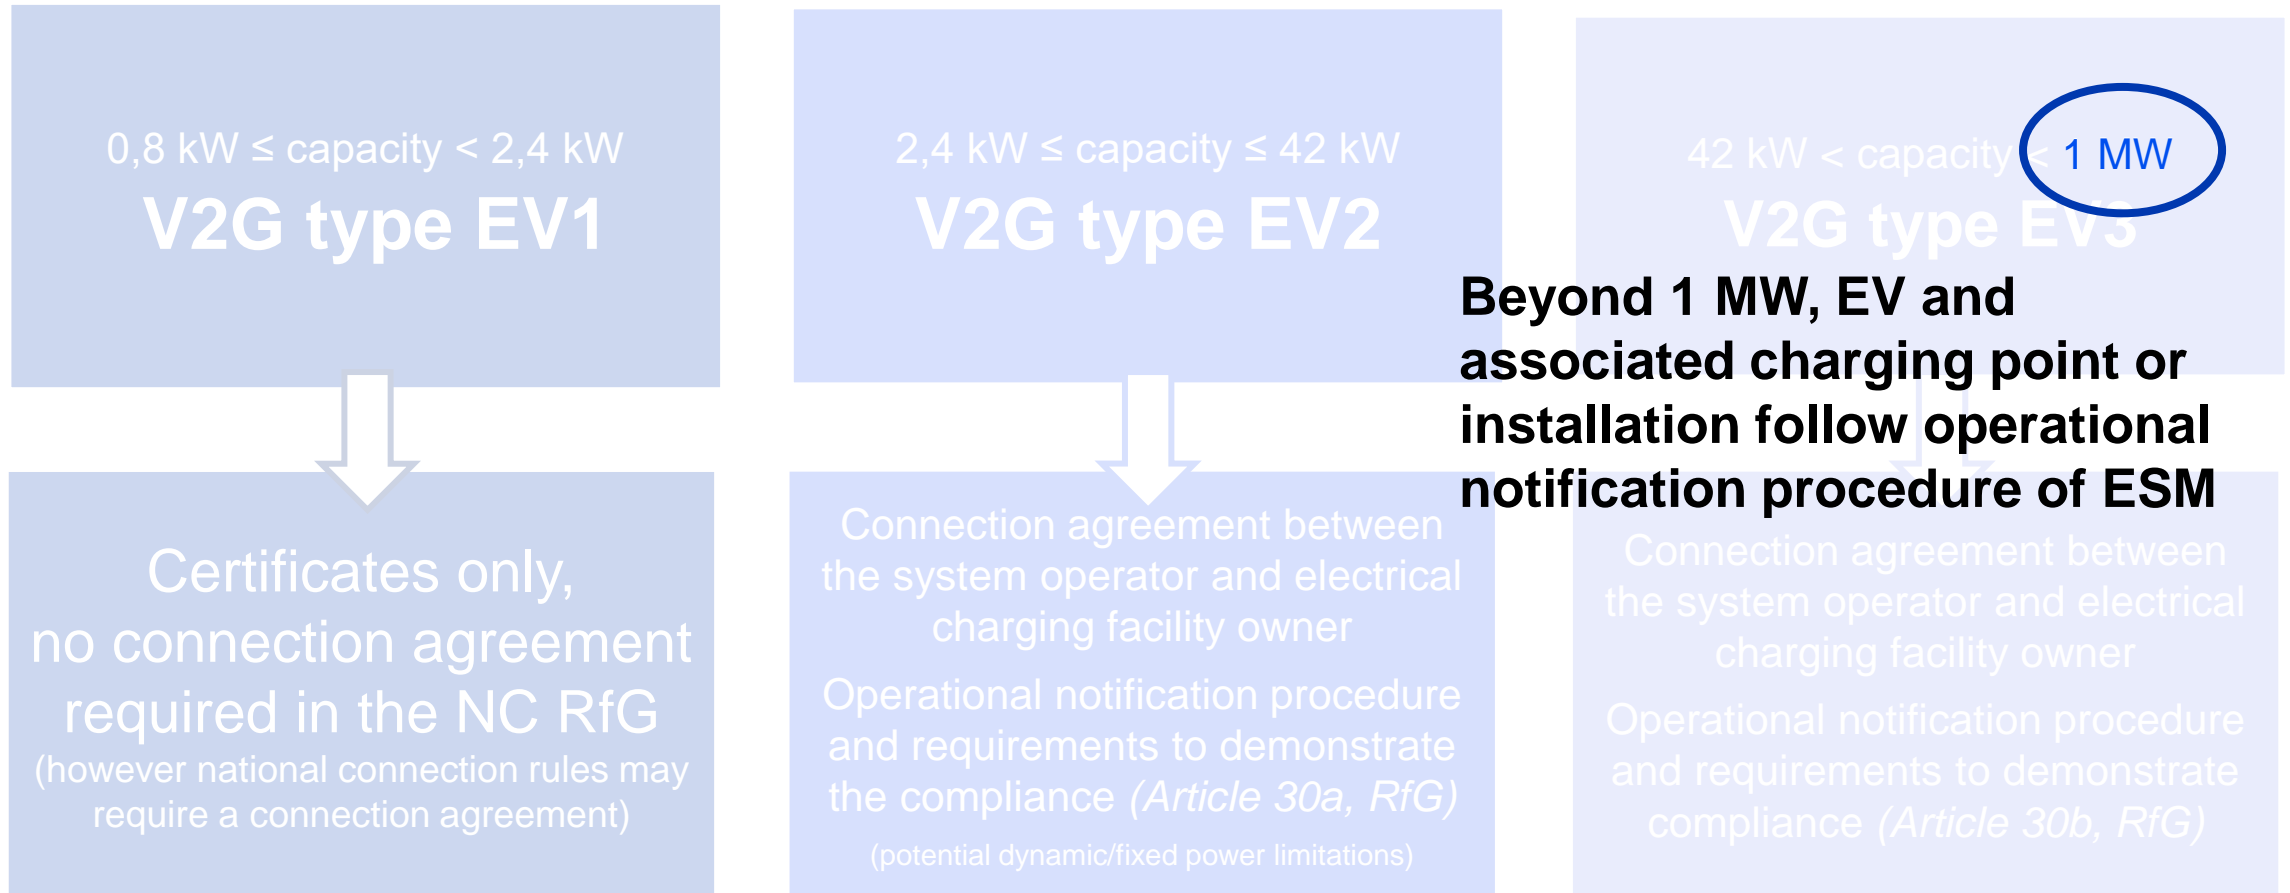 0,8 kW ≤ capacity < 2,4 kW
V2G type EV1
Certificates only,
no connection agreement
required in the NC RfG
(however national connection rules may
require a connection agreement)
2,4 kW ≤ capacity ≤ 42 kW
V2G type EV2
Connection agreement between
the system operator and electrical
charging facility owner
Operational notification procedure
and requirements to demonstrate
the compliance (Article 30a, RfG)
(potential dynamic/fixed power limitations)
42 kW < capacity < 1 MW
V2G type EV3
Beyond 1 MW, EV and
associated charging point or
installation follow operational
notification procedure of ESM
Connection agreement between
the system operator and electrical
charging facility owner
Operational notification procedure
and requirements to demonstrate
compliance (Article 30b, RfG)